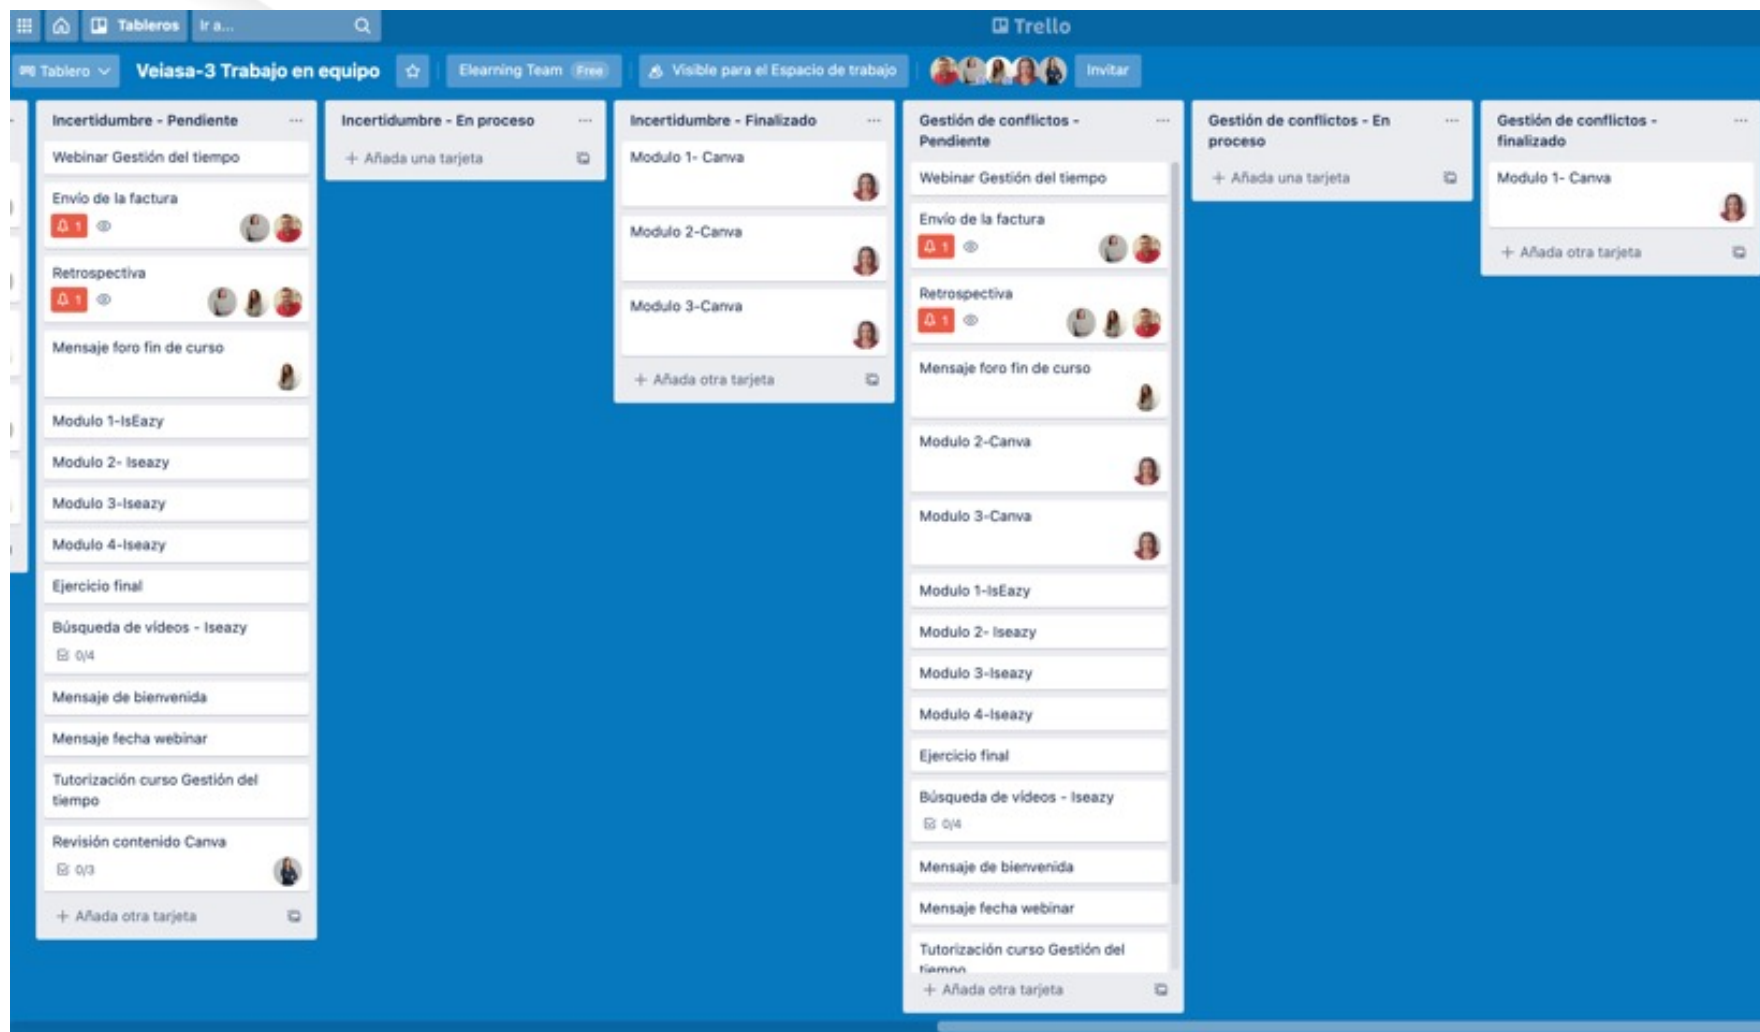 Tableros
Ir a...
Trello
Tablero
Veiasa-3 Trabajo en equipo
Elearning Team Free
Visible para el Espacio de trabajo
Invitar
Incertidumbre - Pendiente
Webinar Gestión del tiempo
Envío de la factura
1
Retrospectiva
1
Mensaje foro fin de curso
Modulo 1-IsEazy
Modulo 2- Iseazy
Modulo 3-Iseazy
Modulo 4-Iseazy
Ejercicio final
Búsqueda de vídeos - Iseazy
0/4
Mensaje de bienvenida
Mensaje fecha webinar
Tutorización curso Gestión del
tiempo
Revisión contenido Canva
0/3
+ Añada otra tarjeta
Incertidumbre - En proceso
+ Añada una tarjeta
Incertidumbre - Finalizado
Modulo 1- Canva
Modulo 2-Canva
Modulo 3-Canva
+ Añada otra tarjeta
Gestión de conflictos -
Pendiente
Webinar Gestión del tiempo
Envío de la factura
1
Retrospectiva
1
Mensaje foro fin de curso
Modulo 2-Canva
Modulo 3-Canva
Modulo 1-IsEazy
Modulo 2- Iseazy
Modulo 3-Iseazy
Modulo 4-Iseazy
Ejercicio final
Búsqueda de vídeos - Iseazy
0/4
Mensaje de bienvenida
Mensaje fecha webinar
Tutorización curso Gestión del
tiempo
+ Añada otra tarjeta
Gestión de conflictos - En
proceso
+ Añada una tarjeta
Gestión de conflictos -
finalizado
Modulo 1- Canva
+ Añada otra tarjeta